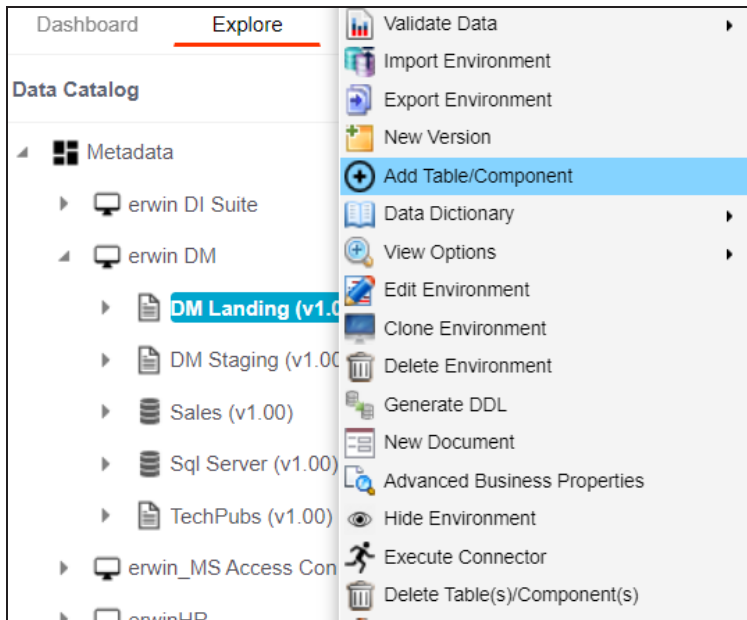 Dashboard
Explore
Data Catalog
Metadata
erwin DI Suite
erwin DM
DM Landing (v1.0
DM Staging (v1.00
Sales (v1.00)
Sql Server (v1.00)
TechPubs (v1.00)
erwin_MS Access Con
erwinHR
Validate Data
Import Environment
Export Environment
New Version
Add Table/Component
Data Dictionary
View Options
Edit Environment
Clone Environment
Delete Environment
Generate DDL
New Document
Advanced Business Properties
Hide Environment
Execute Connector
Delete Table(s)/Component(s)